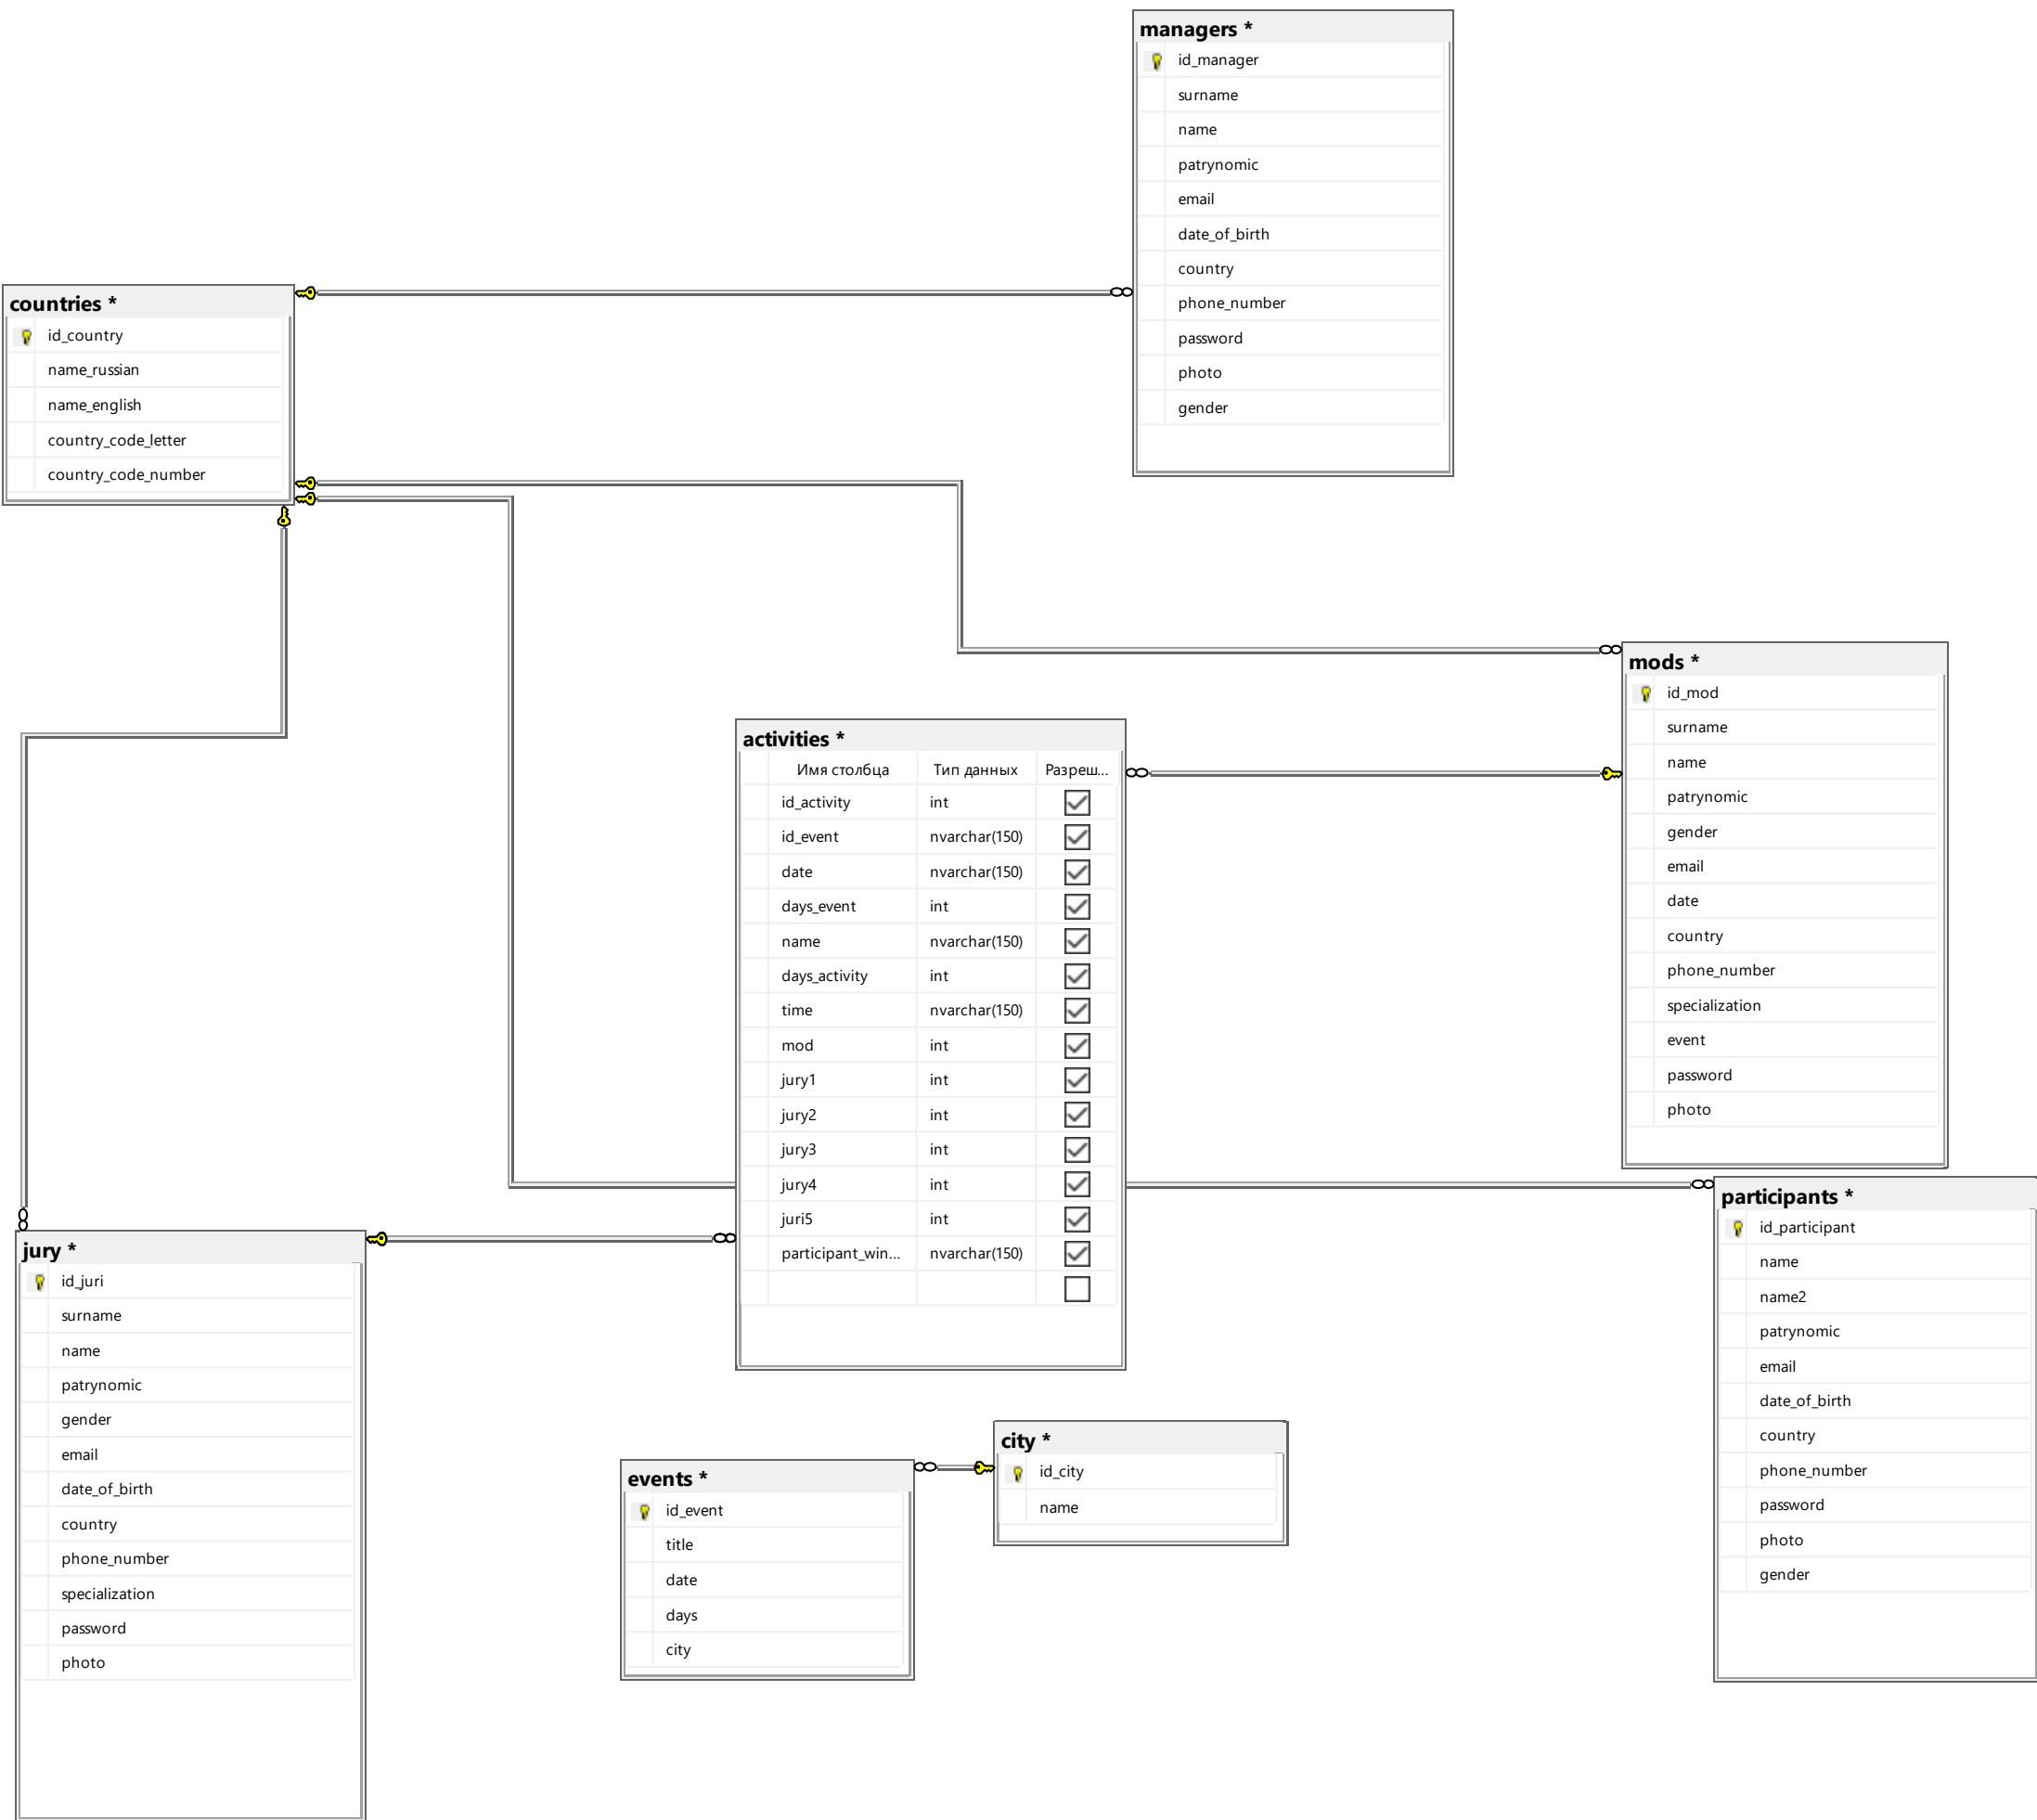 managers *
id_manager
surname
name
patrynomic
email
date_of_birth
country
phone_number
password
photo
gender
countries *
id_country
name_russian
name_english
country_code_letter
country_code_number
mods *
id_mod
surname
name
patrynomic
gender
email
date
country
phone_number
specialization
event
password
photo
activities *
Имя столбца Тип данных Разреш...
id_activity int
id_event nvarchar(150)
date nvarchar(150)
days_event int
name nvarchar(150)
days_activity int
time nvarchar(150)
mod int
jury1 int
jury2 int
jury3 int
jury4 int
juri5 int
participant_win... nvarchar(150)
participants *
id_participant
name
name2
patrynomic
email
date_of_birth
country
phone_number
password
photo
gender
jury *
id_juri
surname
name
patrynomic
gender
email
date_of_birth
country
phone_number
specialization
password
photo
city *
id_city
name
events *
id_event
title
date
days
city